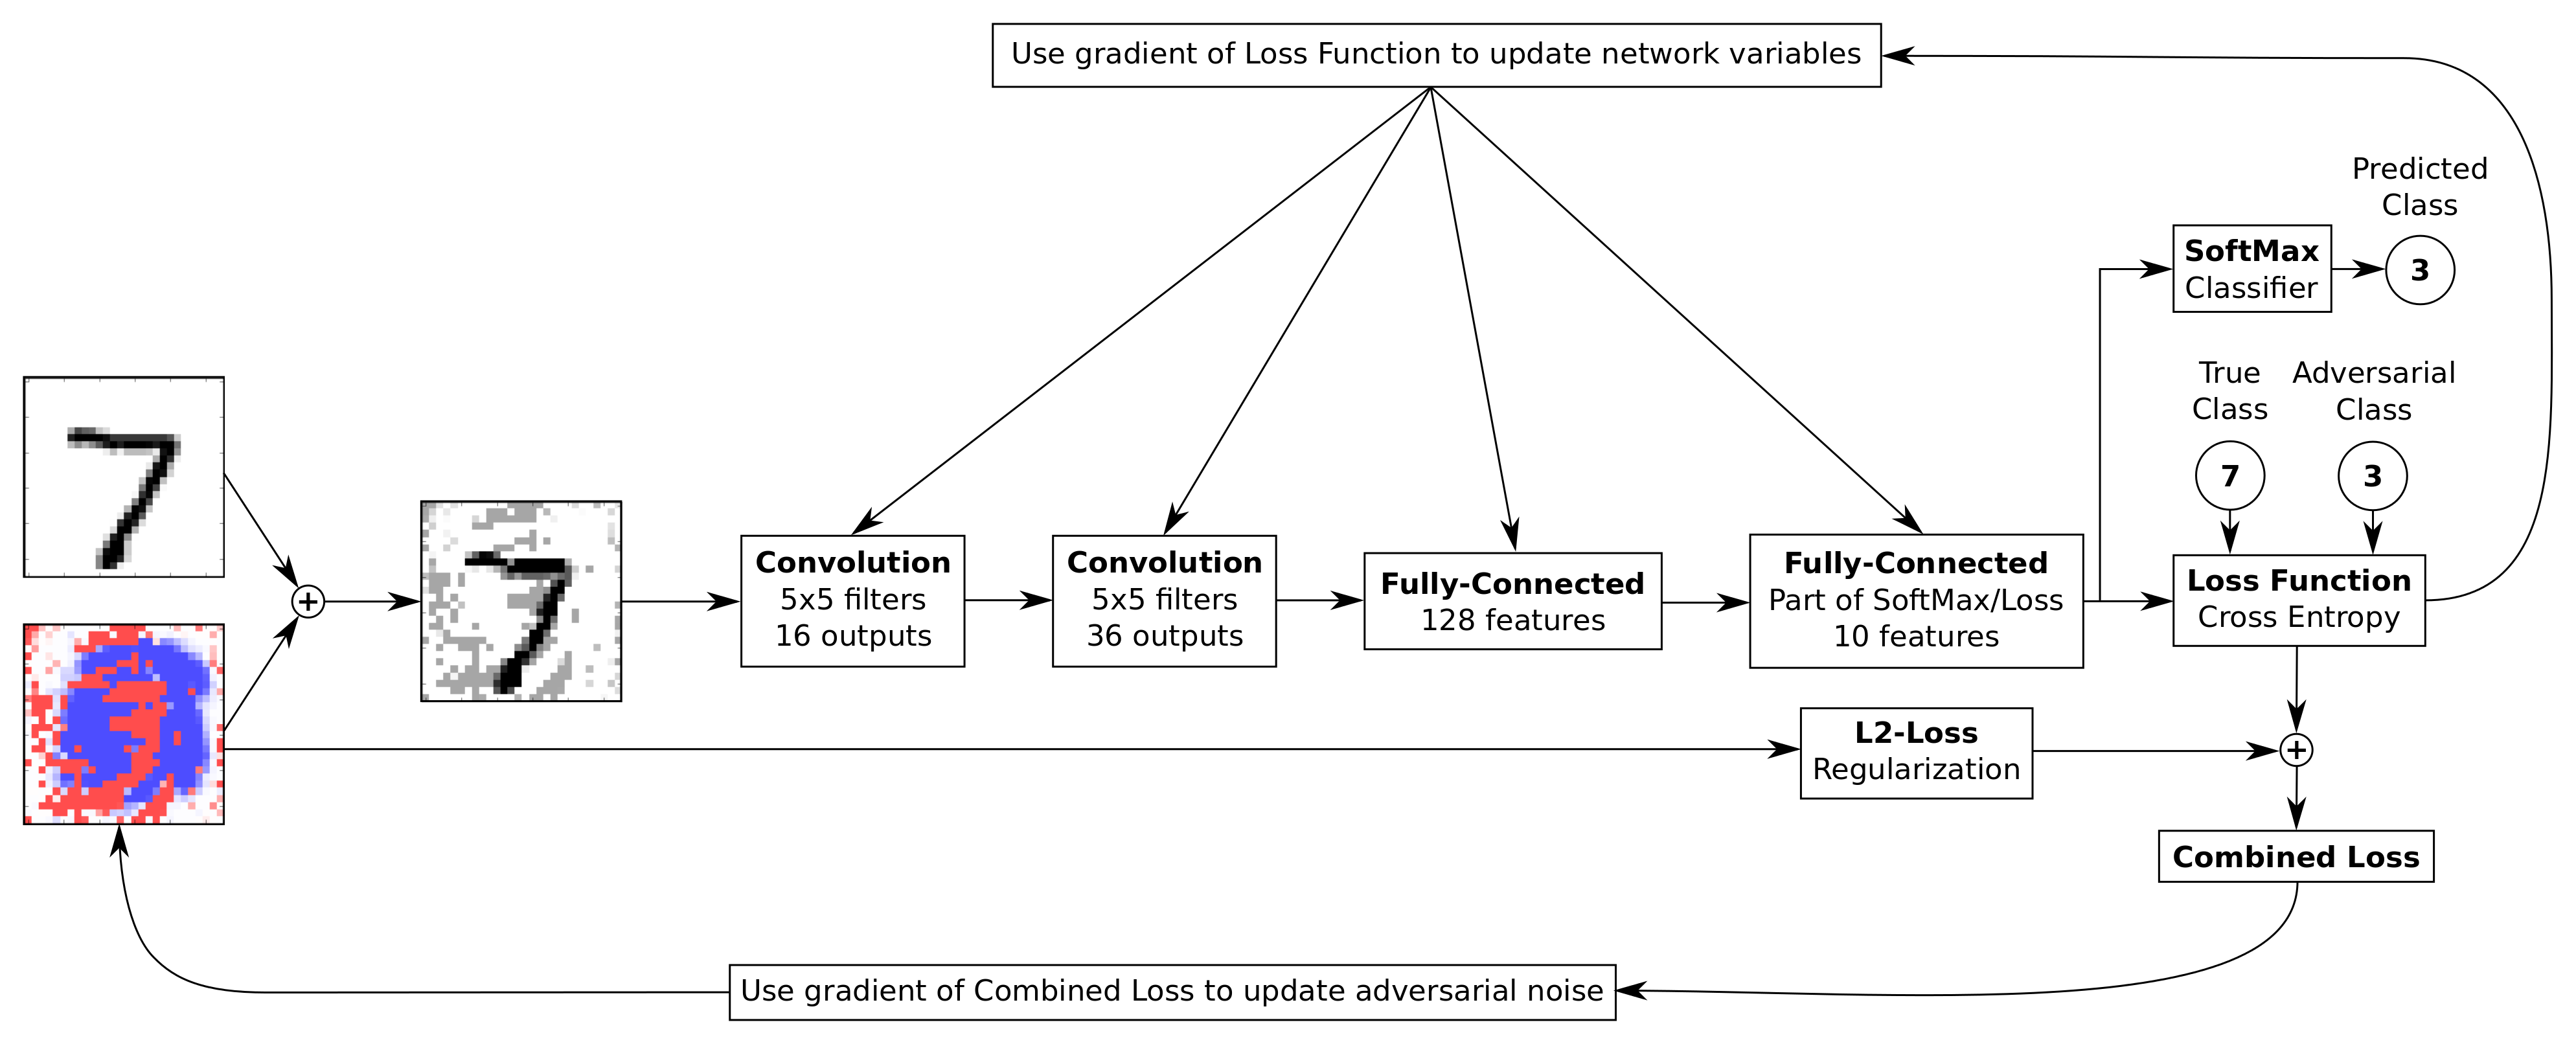 Use gradient of Loss Function to update network variables
Predicted
Class
SoftMax
Classifier
3
True
Class
Adversarial
Class
7
3
+
Convolution
5x5 filters
16 outputs
Convolution
5x5 filters
36 outputs
Fully-Connected
128 features
Fully-Connected
Part of SoftMax/Loss
10 features
Loss Function
Cross Entropy
L2-Loss
Regularization
+
Combined Loss
Use gradient of Combined Loss to update adversarial noise